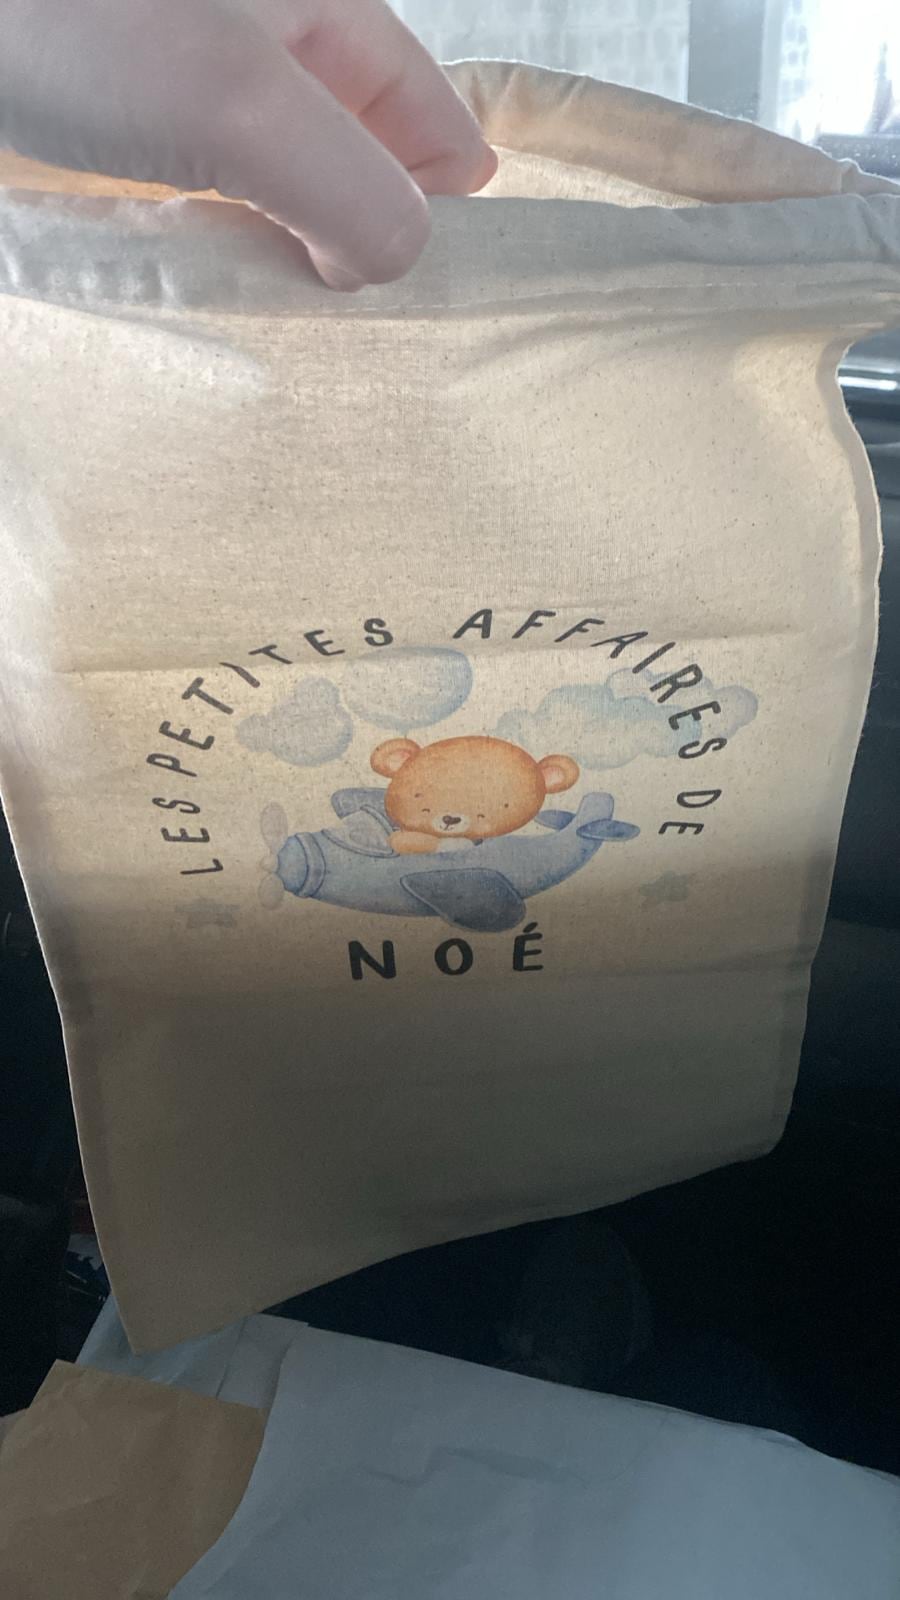 LES PETITES AFFAIRES DE
NOÉ